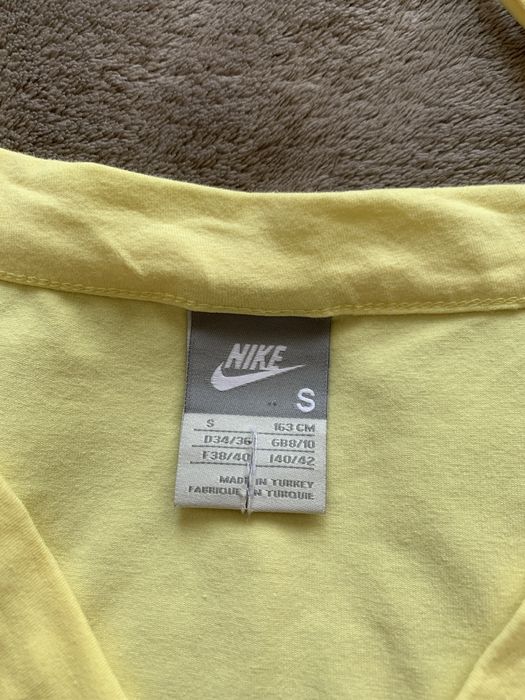 NIKE
S
S 163 CM
D34/36 GB8/10
F38/40 I40/42
MADE IN TURKEY
FABRIQUE EN TURQUIE